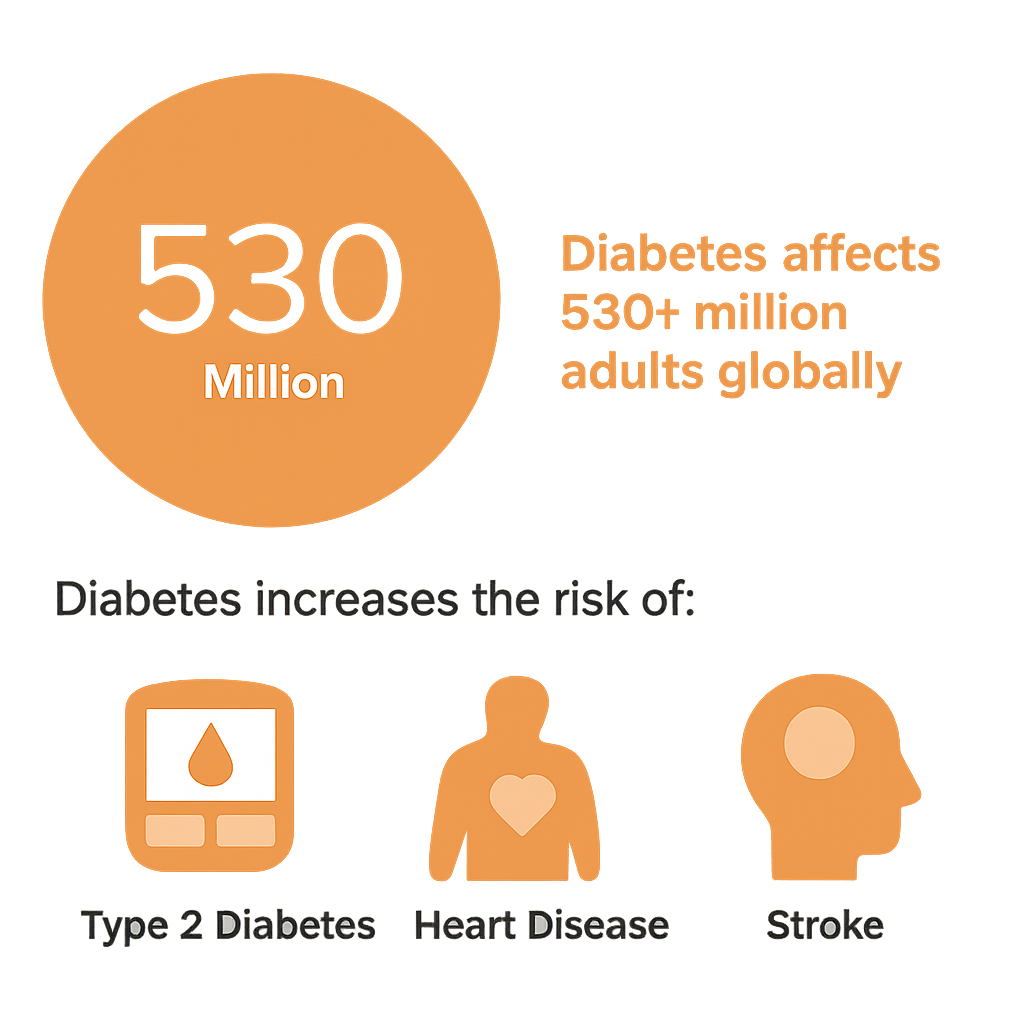 530
Million
Diabetes affects
530+ million
adults globally
Diabetes increases the risk of:
Type 2 Diabetes
Heart Disease
Stroke